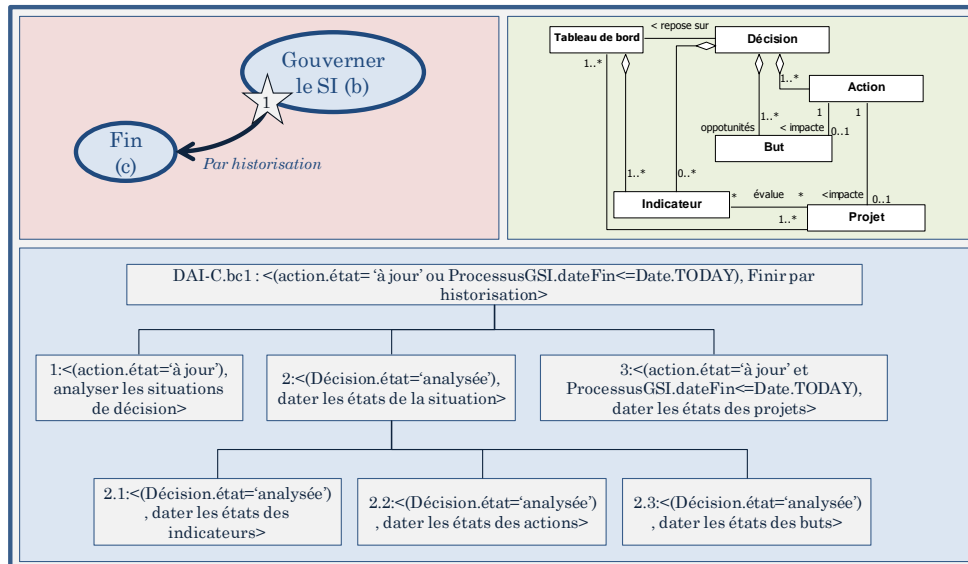 Gouverner
le SI (b)
1
Fin
(c)
Par historisation
Tableau de bord
< repose sur
Décision
1..*
1..*
Action
1
1
oppotunités
1..*
< impacte
0..1
But
1..*
0..*
Indicateur
*
évalue
*
<impacte
0..1
1..*
Projet
DAI-C.bc1 : <(action.état= ‘à jour’ ou ProcessusGSI.dateFin<=Date.TODAY), Finir par
historisation>
1:<(action.état=‘à jour’),
analyser les situations
de décision>
2:<(Décision.état=‘analysée’),
dater les états de la situation>
3:<(action.état=‘à jour et
ProcessusGSI.dateFin<=Date.TODAY),
dater les états des projets>
2.1:<(Décision.état=‘analysée’)
, dater les états des
indicateurs>
2.2:<(Décision.état=‘analysée’)
, dater les états des actions>
2.3:<(Décision.état=‘analysée’)
, dater les états des buts>